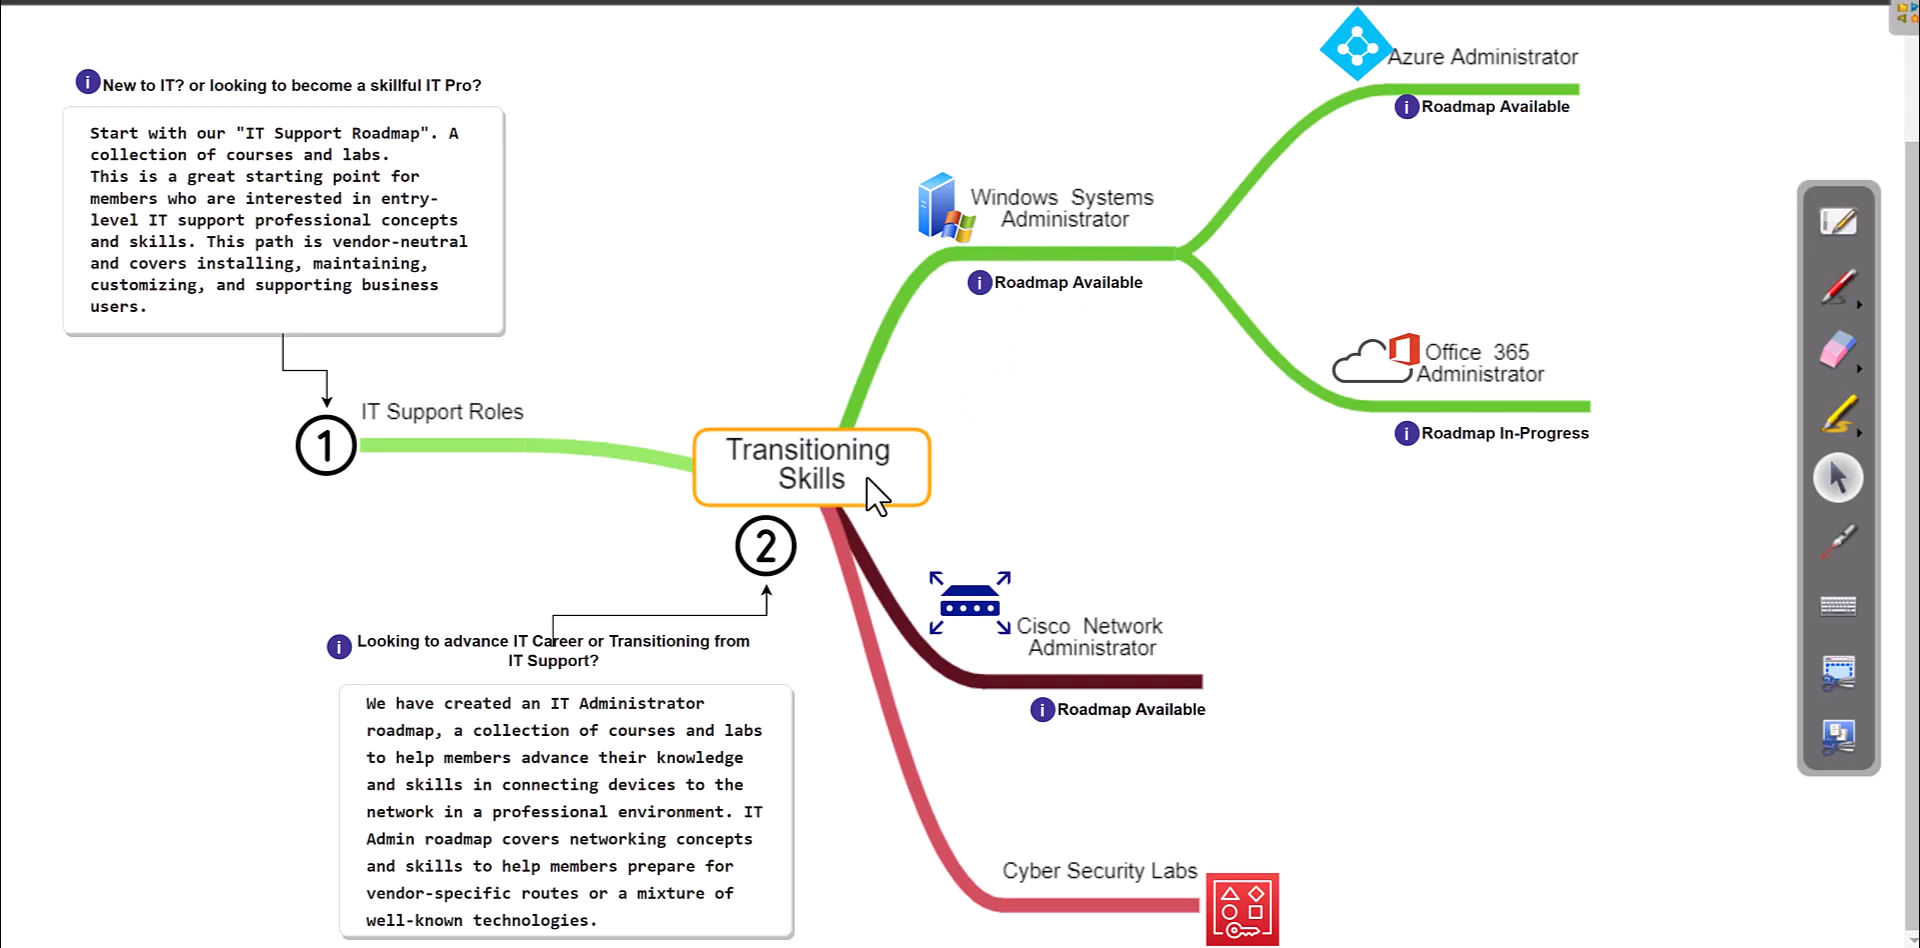 New to IT? or looking to become a skillful IT Pro?
Start with our "IT Support Roadmap". A
collection of courses and labs.
This is a great starting point for
members who are interested in entry-
level IT support professional concepts
and skills. This path is vendor-neutral
and covers installing, maintaining,
customizing, and supporting business
users.
1
IT Support Roles
Transitioning
Skills
Windows Systems
Administrator
i Roadmap Available
Azure Administrator
i Roadmap Available
Office 365
Administrator
i Roadmap In-Progress
2
i Looking to advance IT Career or Transitioning from
IT Support?
We have created an IT Administrator
roadmap, a collection of courses and labs
to help members advance their knowledge
and skills in connecting devices to the
network in a professional environment. IT
Admin roadmap covers networking concepts
and skills to help members prepare for
vendor-specific routes or a mixture of
well-known technologies.
Cisco Network
Administrator
i Roadmap Available
Cyber Security Labs